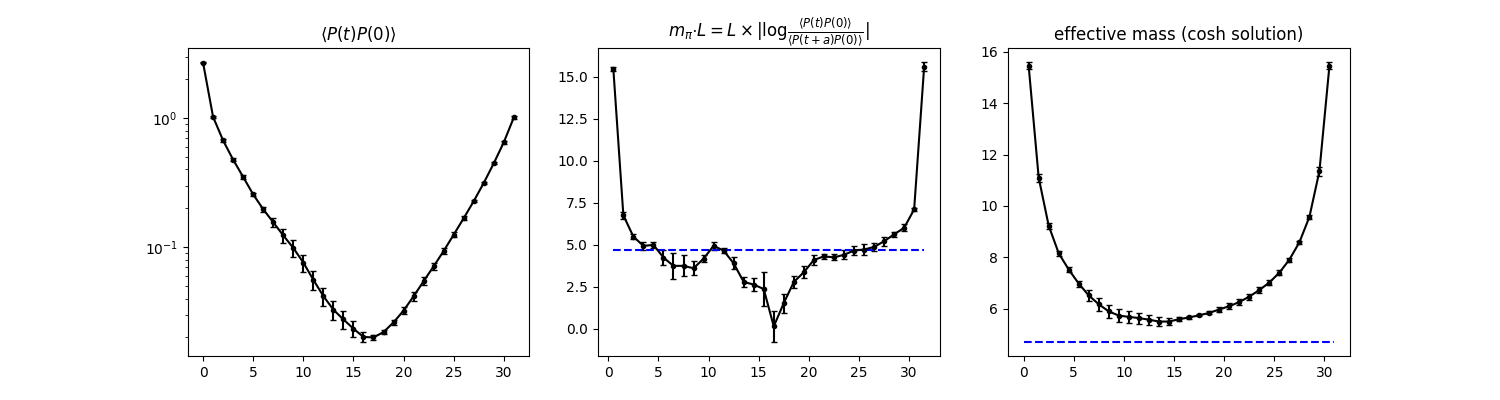 ⟨P(t)P(0)⟩
m_π·L = L × |log ⟨P(t)P(0)⟩ / ⟨P(t+a)P(0)⟩|
effective mass (cosh solution)
10⁰
10⁻¹
0 5 10 15 20 25 30
15.0
12.5
10.0
7.5
5.0
2.5
0.0
0 5 10 15 20 25 30
16
14
12
10
8
6
0 5 10 15 20 25 30